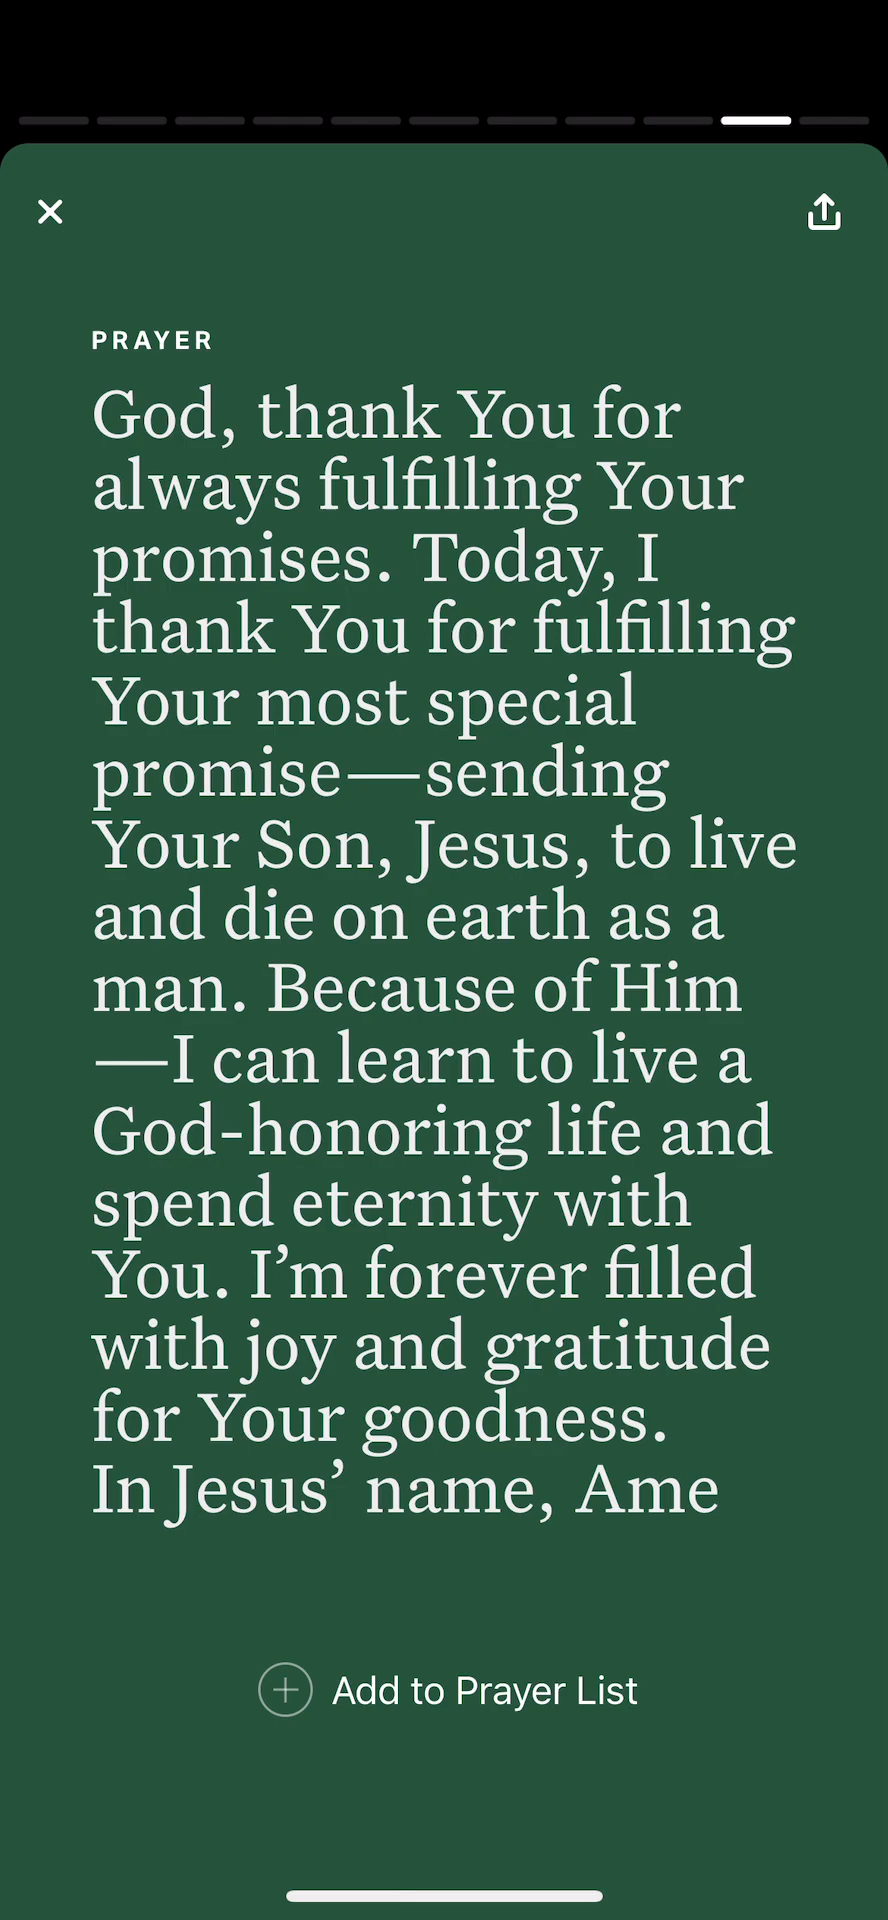 PRAYER
God, thank You for
always fulfilling Your
promises. Today, I
thank You for fulfilling
Your most special
promise—sending
Your Son, Jesus, to live
and die on earth as a
man. Because of Him
—I can learn to live a
God-honoring life and
spend eternity with
You. I’m forever filled
with joy and gratitude
for Your goodness.
In Jesus’ name, Ame
Add to Prayer List